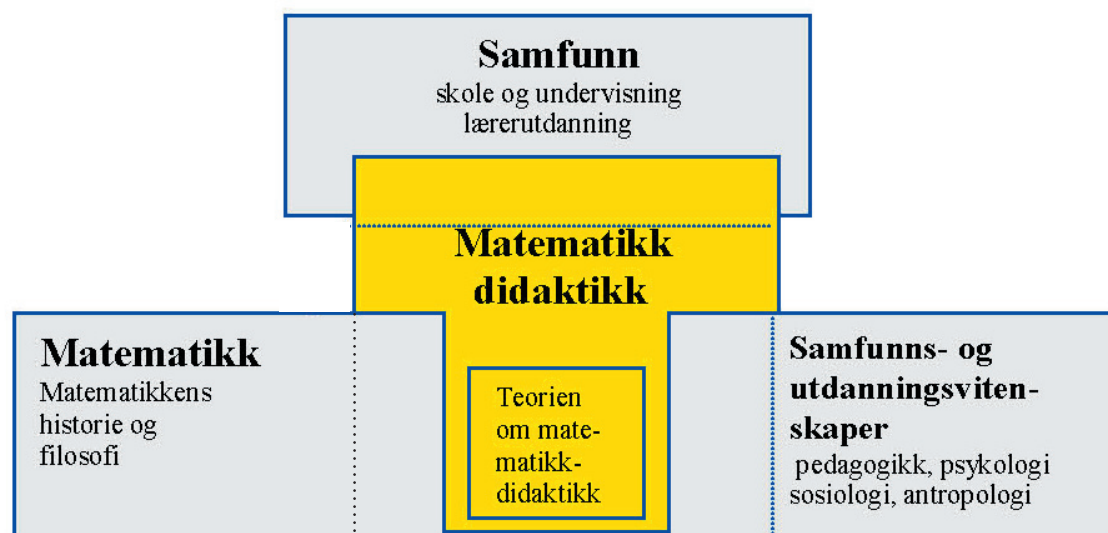 Samfunn
skole og undervisning
lærerutdanning
Matematikk
didaktikk
Matematikk
Matematikkens
historie og
filosofi
Teorien
om mate-
matikk-
didaktikk
Samfunns- og
utdanningsviten-
skaper
pedagogikk, psykologi
sosiologi, antropologi